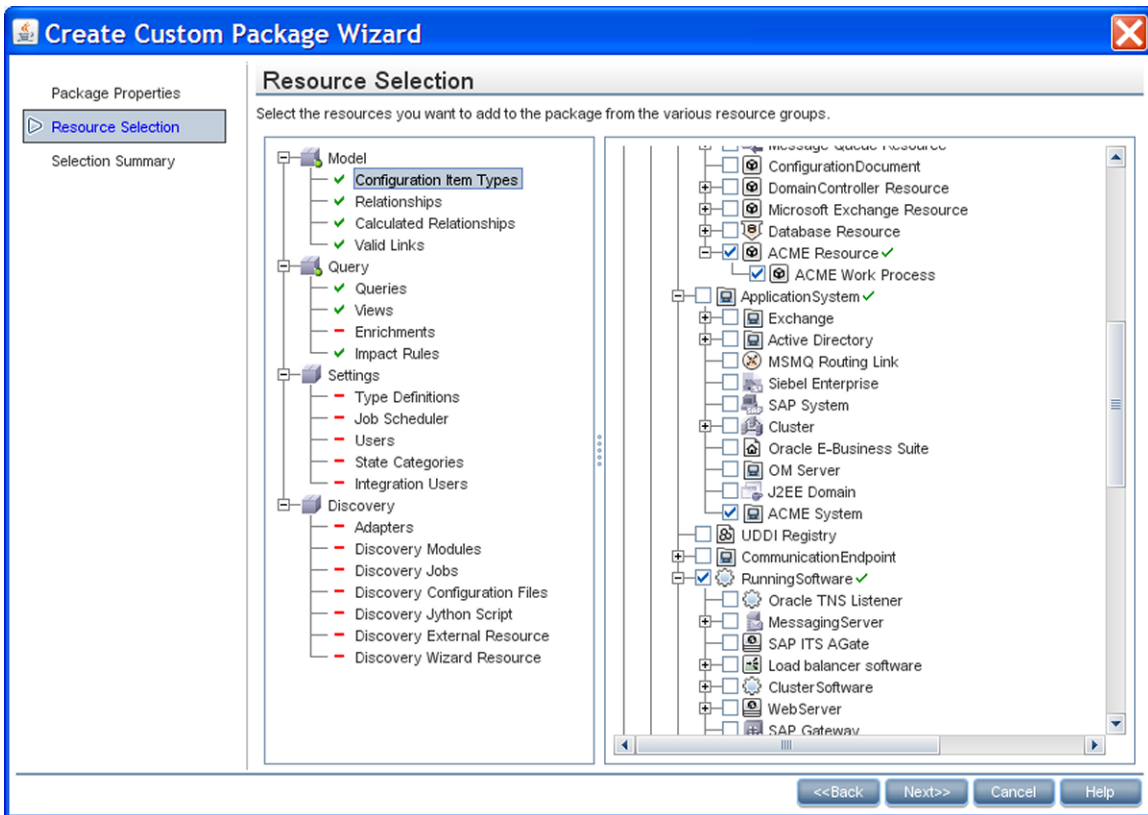 Create Custom Package Wizard
Package Properties
Resource Selection
Selection Summary
Resource Selection
Select the resources you want to add to the package from the various resource groups.
Model
Configuration Item Types
Relationships
Calculated Relationships
Valid Links
Query
Queries
Views
Enrichments
Impact Rules
Settings
Type Definitions
Job Scheduler
Users
State Categories
Integration Users
Discovery
Adapters
Discovery Modules
Discovery Jobs
Discovery Configuration Files
Discovery Jython Script
Discovery External Resource
Discovery Wizard Resource
Message Queue Resource
ConfigurationDocument
DomainController Resource
Microsoft Exchange Resource
Database Resource
ACME Resource
ACME Work Process
ApplicationSystem
Exchange
Active Directory
MSMQ Routing Link
Siebel Enterprise
SAP System
Cluster
Oracle E-Business Suite
OM Server
J2EE Domain
ACME System
UDDI Registry
CommunicationEndpoint
RunningSoftware
Oracle TNS Listener
MessagingServer
SAP ITS AGate
Load balancer software
ClusterSoftware
WebServer
SAP Gateway
<<Back Next>> Cancel Help